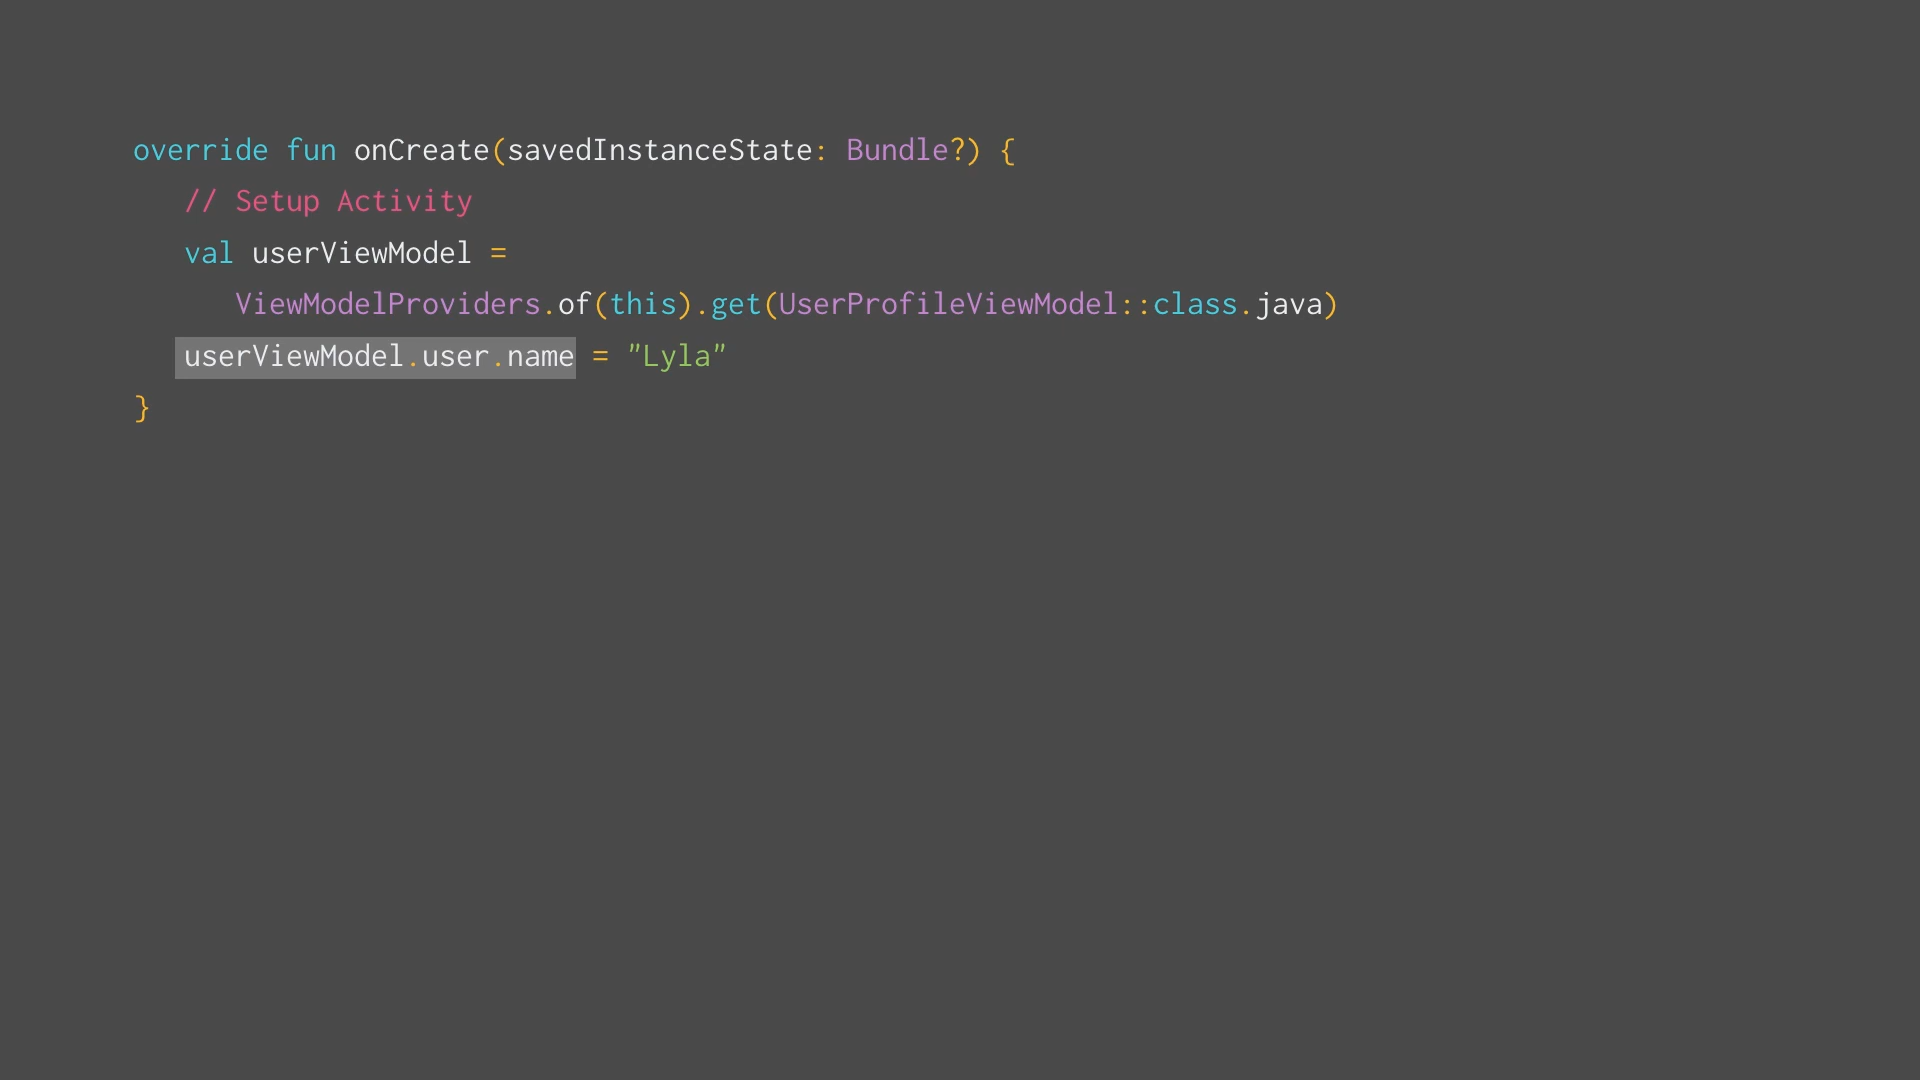 override fun onCreate(savedInstanceState: Bundle?) {
// Setup Activity
val userViewModel =
ViewModelProviders.of(this).get(UserProfileViewModel::class.java)
userViewModel.user.name = "Lyla"
}